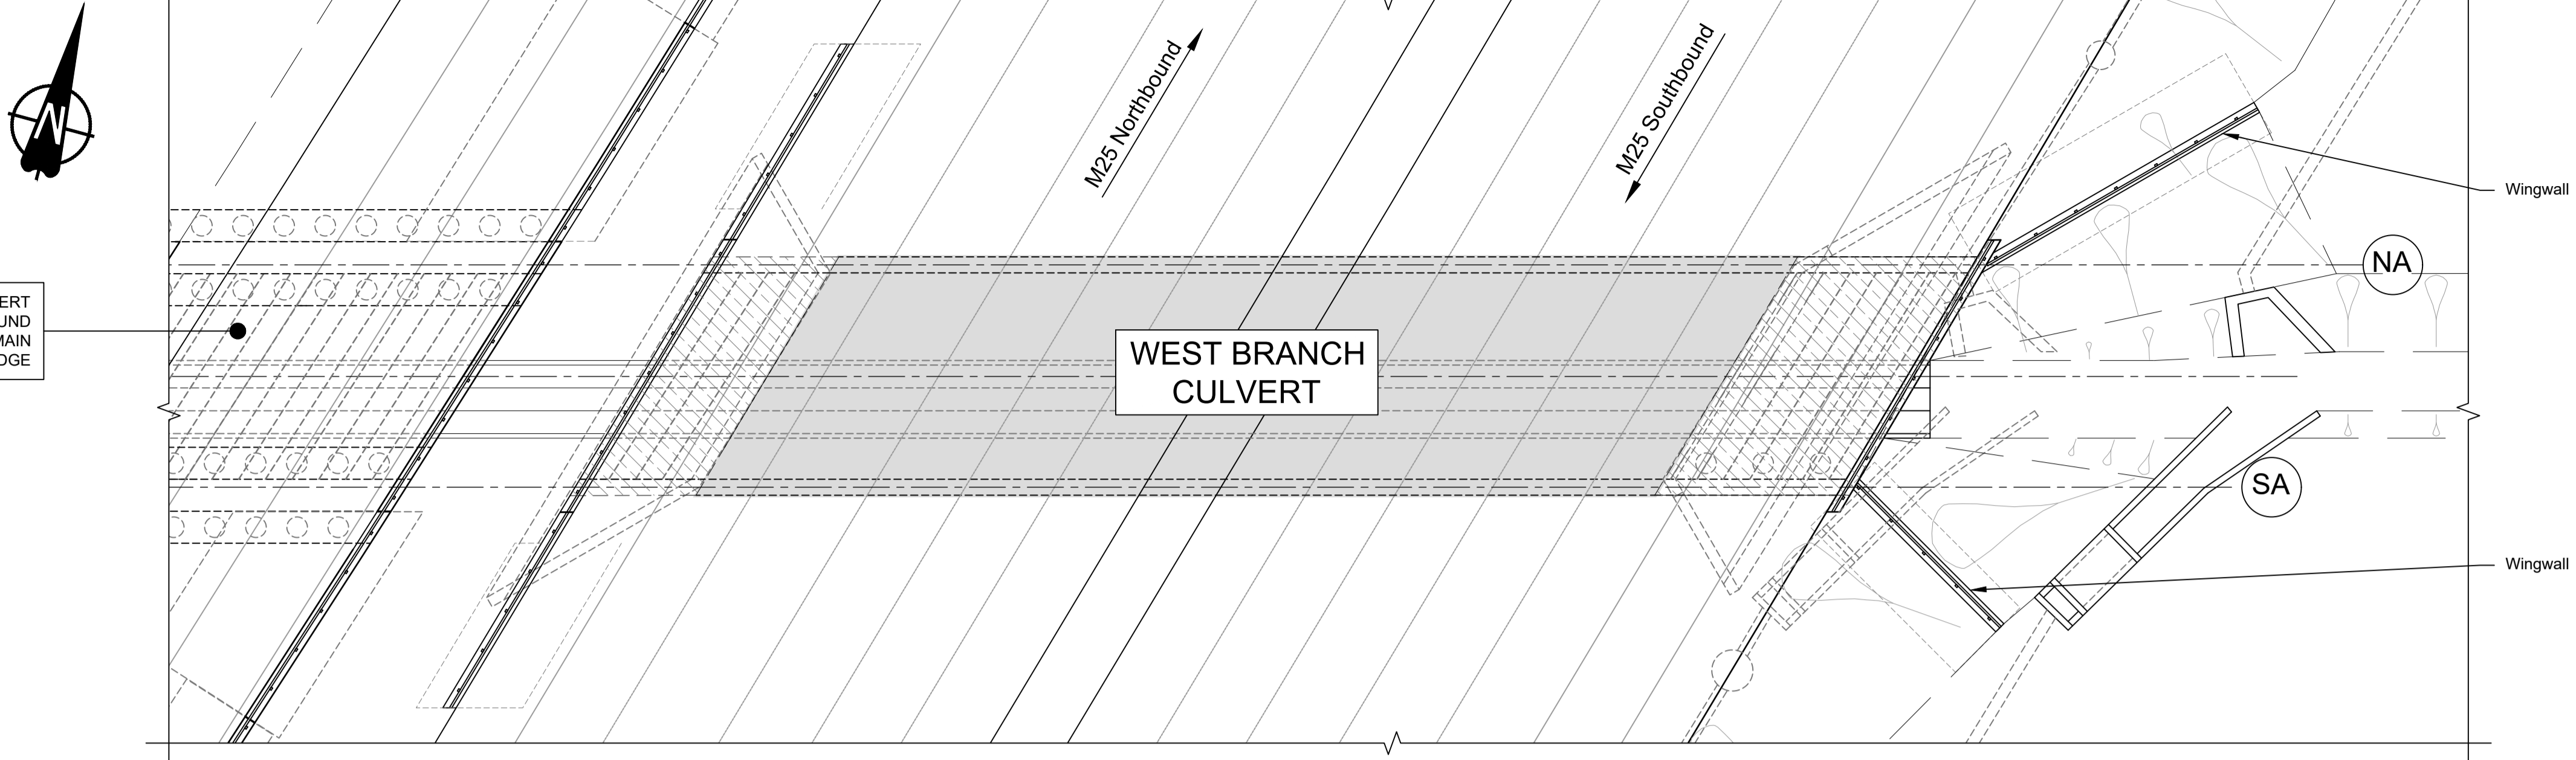 N
M25 Northbound
M25 Southbound
Wingwall
NA
ERT
UND
MAIN
DGE
WEST BRANCH
CULVERT
SA
Wingwall